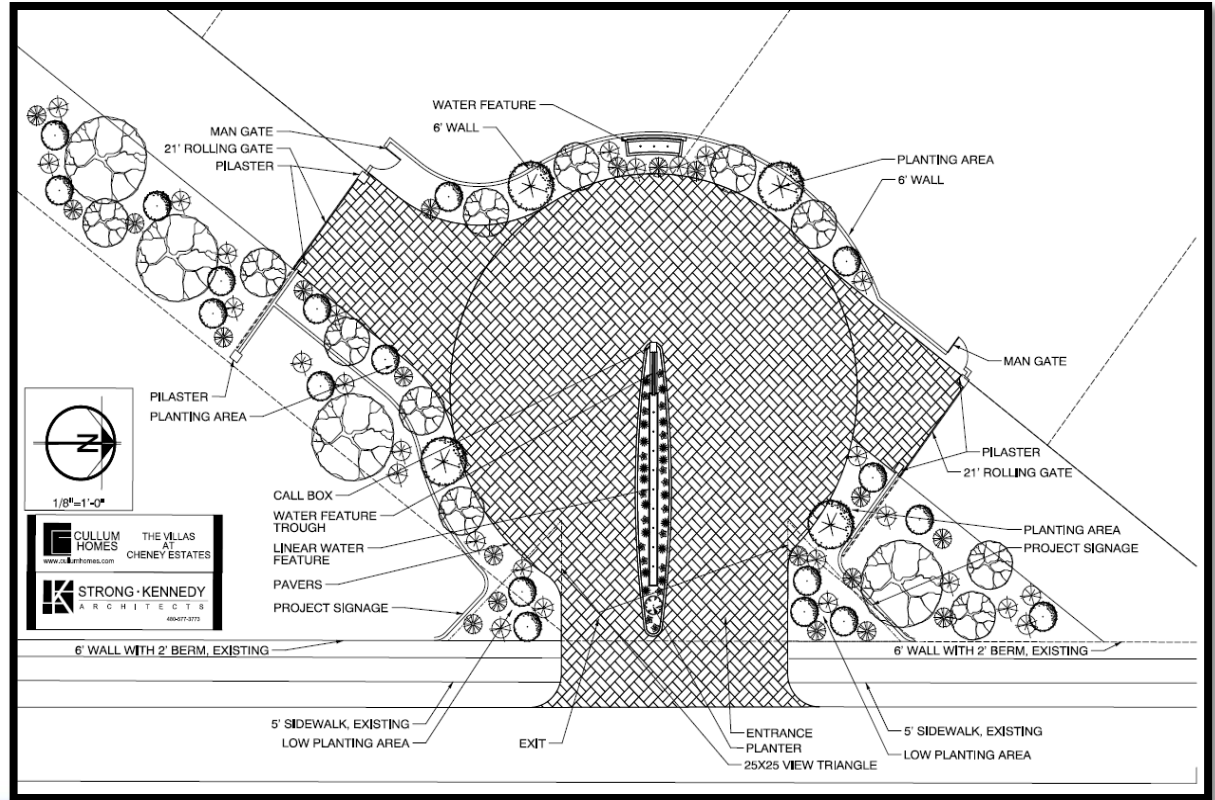 WATER FEATURE
6' WALL
MAN GATE
21' ROLLING GATE
PILASTER
PLANTING AREA
6' WALL
MAN GATE
PILASTER
PLANTING AREA
PILASTER
21' ROLLING GATE
N
1/8"=1'-0"
CALL BOX
WATER FEATURE
TROUGH
LINEAR WATER
FEATURE
PAVERS
PROJECT SIGNAGE
PLANTING AREA
PROJECT SIGNAGE
CULLUM
HOMES
www.cullumhomes.com
THE VILLAS
AT
CHENEY ESTATES
STRONG·KENNEDY
ARCHITECTS
480-677-3773
6' WALL WITH 2' BERM, EXISTING
6' WALL WITH 2' BERM, EXISTING
5' SIDEWALK, EXISTING
LOW PLANTING AREA
EXIT
ENTRANCE
PLANTER
25X25 VIEW TRIANGLE
5' SIDEWALK, EXISTING
LOW PLANTING AREA